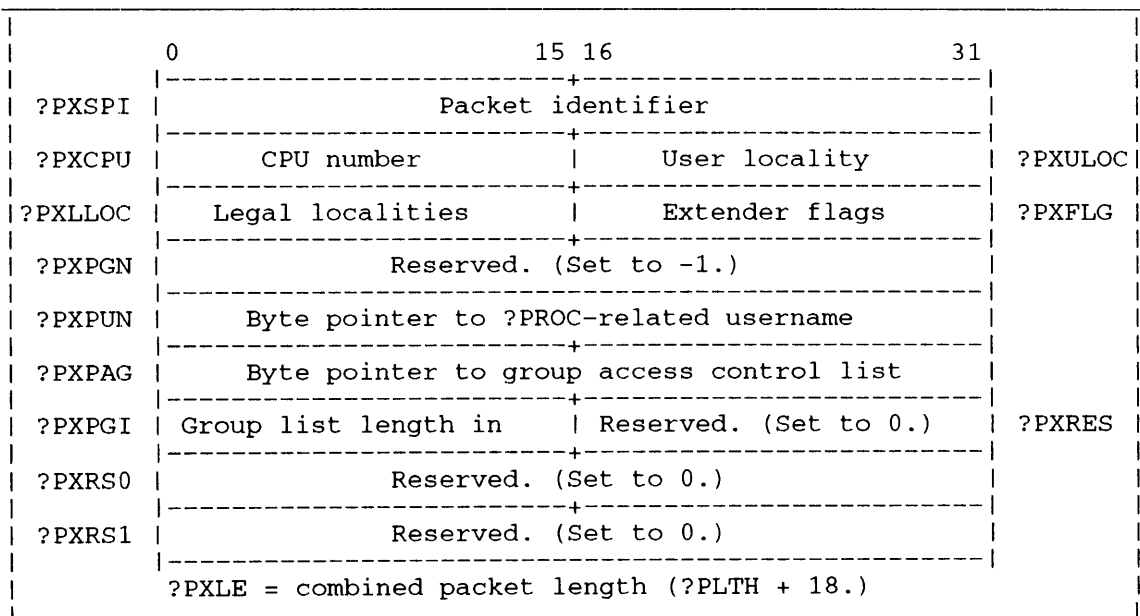 0 15 16 31
?PXSPI Packet identifier
?PXCPU CPU number User locality ?PXULOC
?PXLLOC Legal localities Extender flags ?PXFLG
?PXPGN Reserved. (Set to -1.)
?PXPUN Byte pointer to ?PROC-related username
?PXPAG Byte pointer to group access control list
?PXPGI Group list length in Reserved. (Set to 0.) ?PXRES
?PXRS0 Reserved. (Set to 0.)
?PXRS1 Reserved. (Set to 0.)
?PXLE = combined packet length (?PLTH + 18.)